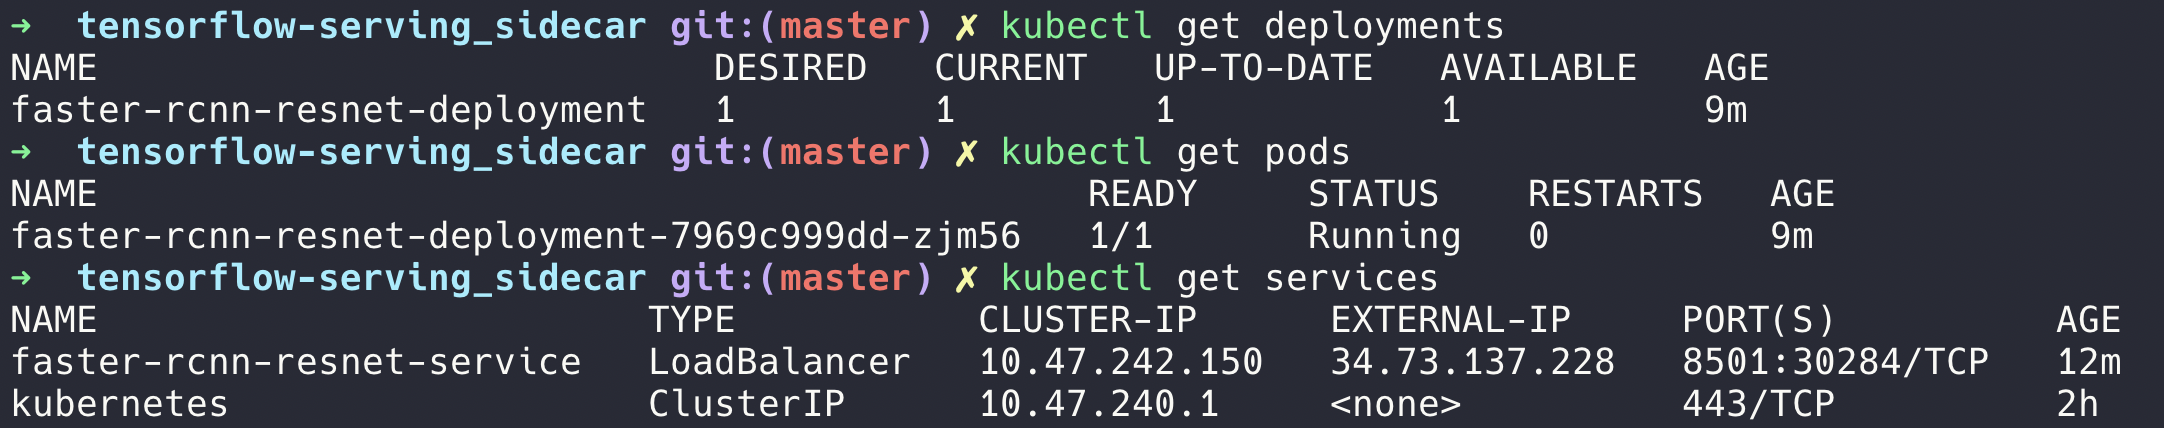 ➜  tensorflow-serving_sidecar git:(master) ✗ kubectl get deployments
NAME                             DESIRED   CURRENT   UP-TO-DATE   AVAILABLE   AGE
faster-rcnn-resnet-deployment   1         1         1            1           9m
➜  tensorflow-serving_sidecar git:(master) ✗ kubectl get pods
NAME                                             READY     STATUS    RESTARTS   AGE
faster-rcnn-resnet-deployment-7969c999dd-zjm56   1/1       Running   0          9m
➜  tensorflow-serving_sidecar git:(master) ✗ kubectl get services
NAME                         TYPE           CLUSTER-IP      EXTERNAL-IP     PORT(S)          AGE
faster-rcnn-resnet-service   LoadBalancer   10.47.242.150   34.73.137.228   8501:30284/TCP   12m
kubernetes                   ClusterIP      10.47.240.1     <none>          443/TCP          2h